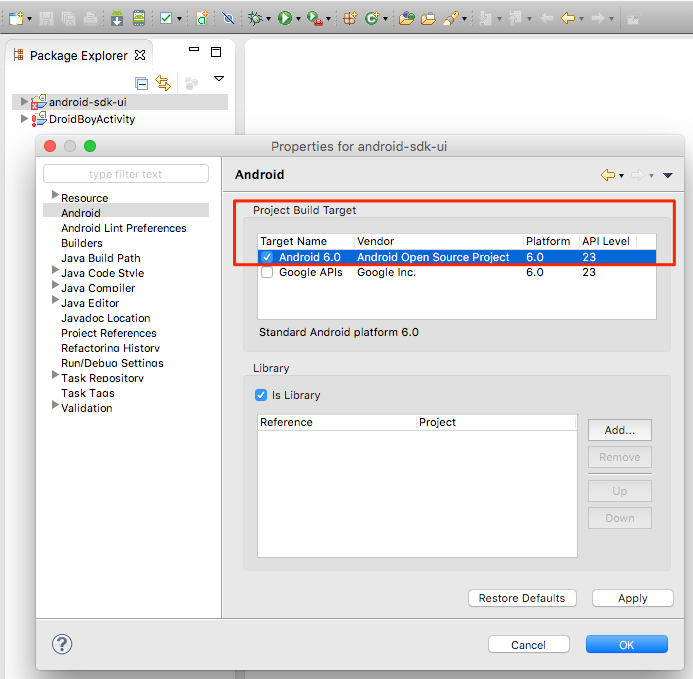 Package Explorer
android-sdk-ui
DroidBoyActivity
Properties for android-sdk-ui
type filter text
Resource
Android
Android Lint Preferences
Builders
Java Build Path
Java Code Style
Java Compiler
Java Editor
Javadoc Location
Project References
Refactoring History
Run/Debug Settings
Task Repository
Task Tags
Validation
Android
Project Build Target
Target Name Vendor Platform API Level
Android 6.0 Android Open Source Project 6.0 23
Google APIs Google Inc. 6.0 23
Standard Android platform 6.0
Library
Is Library
Reference Project
Add...
Remove
Up
Down
Restore Defaults Apply
? Cancel OK